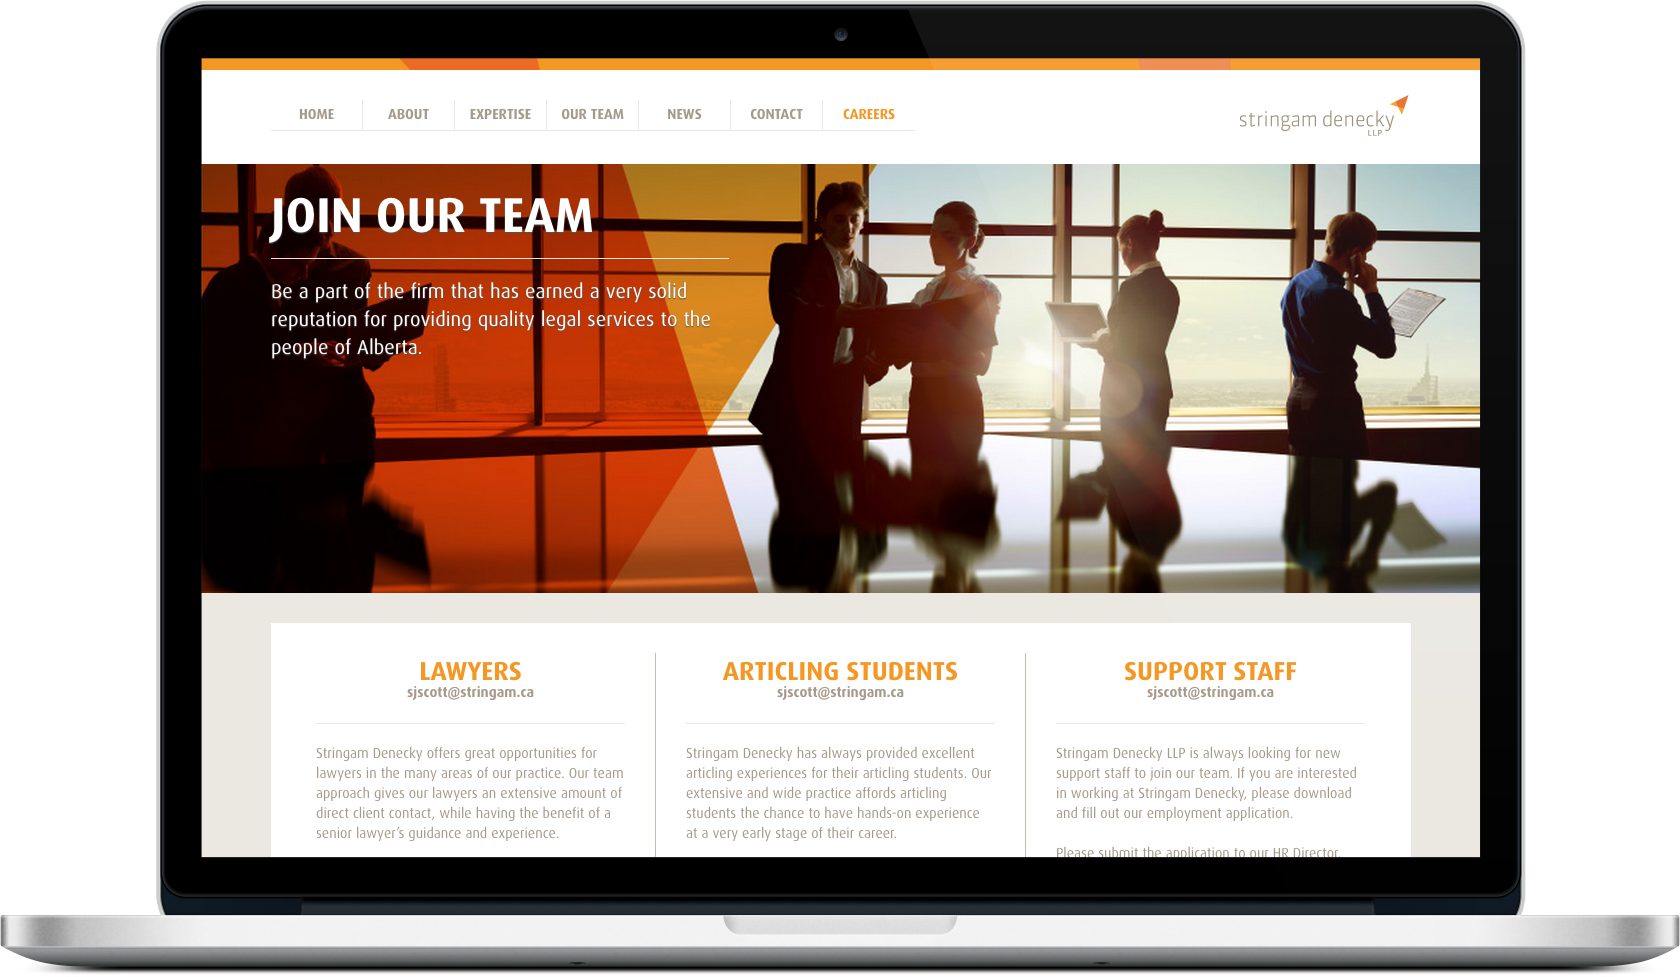 HOME ABOUT EXPERTISE OUR TEAM NEWS CONTACT CAREERS
stringam denecky
LLP
JOIN OUR TEAM
Be a part of the firm that has earned a very solid
reputation for providing quality legal services to the
people of Alberta.
LAWYERS
sjscott@stringam.ca
Stringam Denecky offers great opportunities for
lawyers in the many areas of our practice. Our team
approach gives our lawyers an extensive amount of
direct client contact, while having the benefit of a
senior lawyer’s guidance and experience.
ARTICLING STUDENTS
sjscott@stringam.ca
Stringam Denecky has always provided excellent
articling experiences for their articling students. Our
extensive and wide practice affords articling
students the chance to have hands-on experience
at a very early stage of their career.
SUPPORT STAFF
sjscott@stringam.ca
Stringam Denecky LLP is always looking for new
support staff to join our team. If you are interested
in working at Stringam Denecky, please download
and fill out our employment application.
Please submit the application to our HR Director,